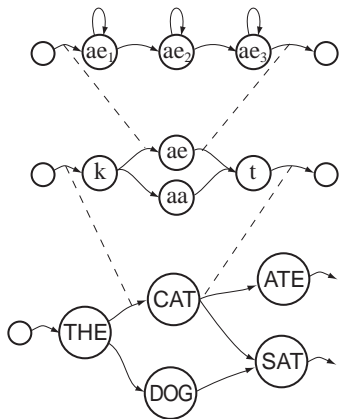 ae₁ ae₂ ae₃
ae
k t
aa
ATE
CAT
THE
SAT
DOG